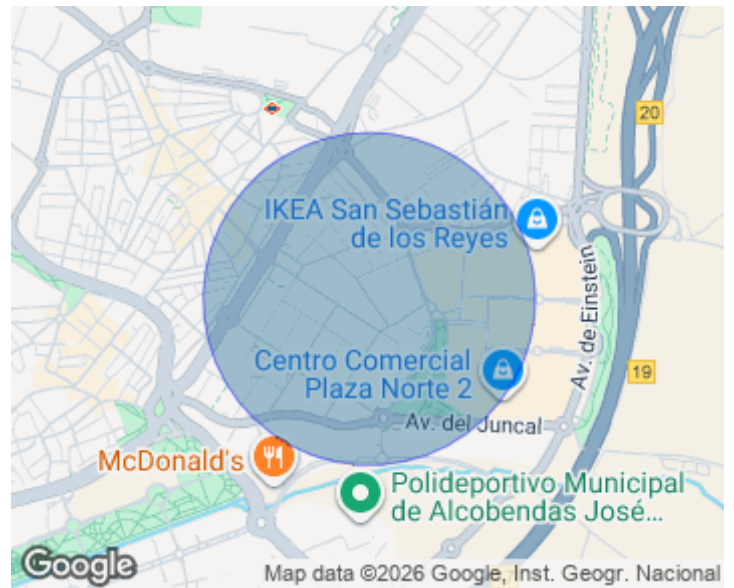 20
IKEA San Sebastián
de los Reyes
Av. de Einstein
Centro Comercial
Plaza Norte 2
19
Av. del Juncal
McDonald's
Polideportivo Municipal
de Alcobendas José...
Google
Map data ©2026 Google, Inst. Geogr. Nacional